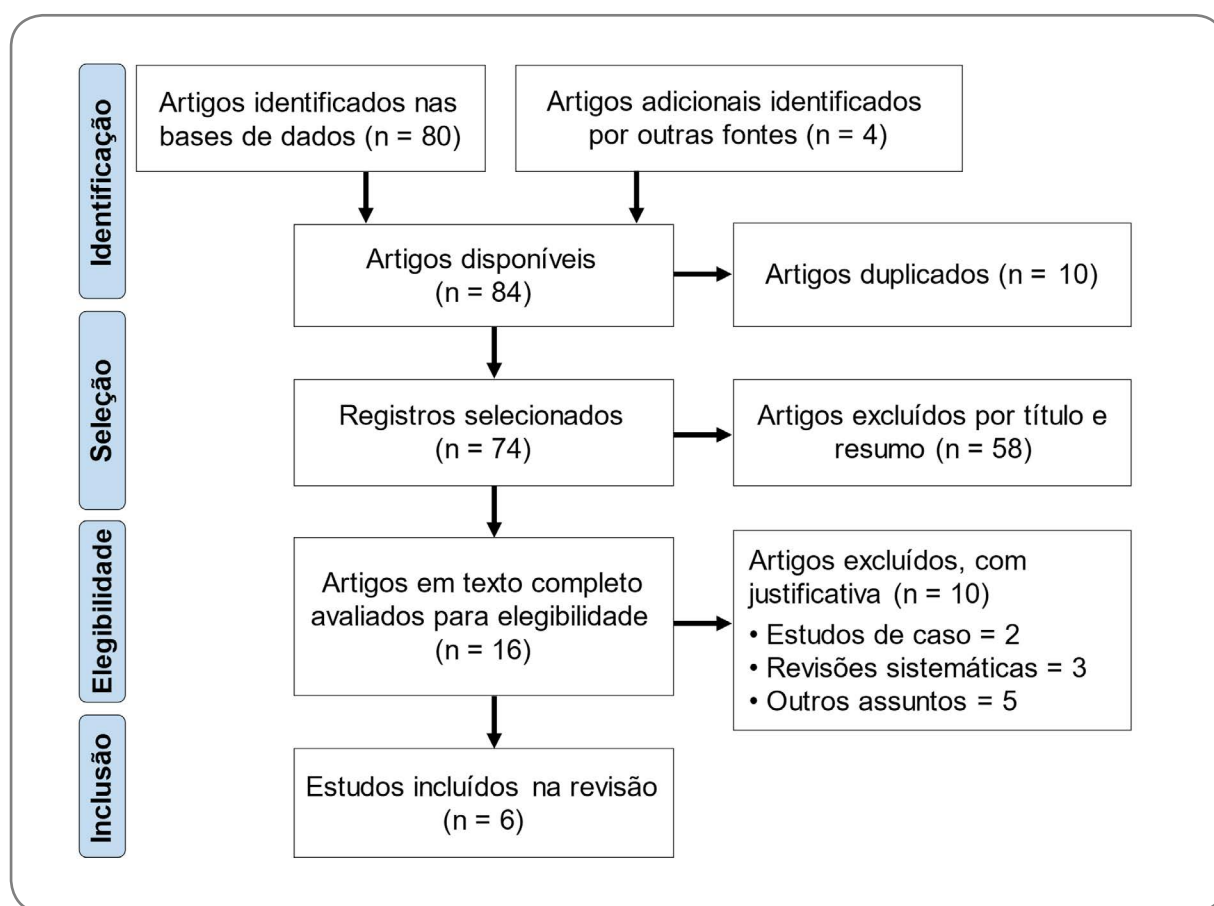 Identificação
Artigos identificados nas
bases de dados (n = 80)
Artigos adicionais identificados
por outras fontes (n = 4)
Artigos disponíveis
(n = 84)
Artigos duplicados (n = 10)
Seleção
Registros selecionados
(n = 74)
Artigos excluídos por título e
resumo (n = 58)
Elegibilidade
Artigos em texto completo
avaliados para elegibilidade
(n = 16)
Artigos excluídos, com
justificativa (n = 10)
• Estudos de caso = 2
• Revisões sistemáticas = 3
• Outros assuntos = 5
Inclusão
Estudos incluídos na revisão
(n = 6)